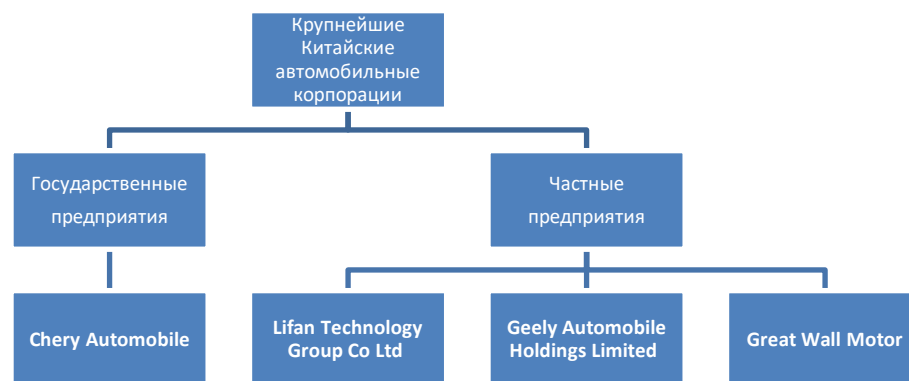 Крупнейшие
Китайские
автомобильные
корпорации
Государственные
предприятия
Частные
предприятия
Chery Automobile
Lifan Technology
Group Co Ltd
Geely Automobile
Holdings Limited
Great Wall Motor